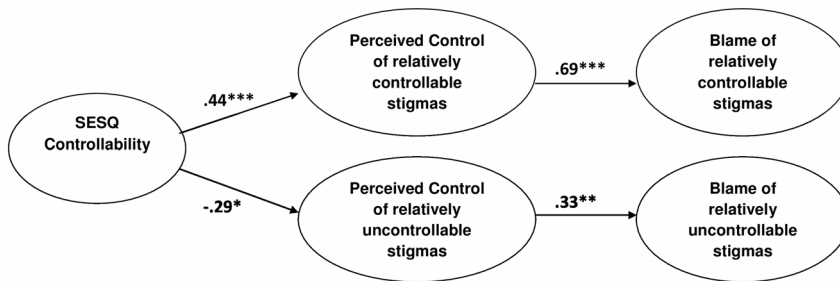 SESQ
Controllability
.44***
-.29*
Perceived Control
of relatively
controllable
stigmas
.69***
Blame of
relatively
controllable
stigmas
Perceived Control
of relatively
uncontrollable
stigmas
.33**
Blame of
relatively
uncontrollable
stigmas